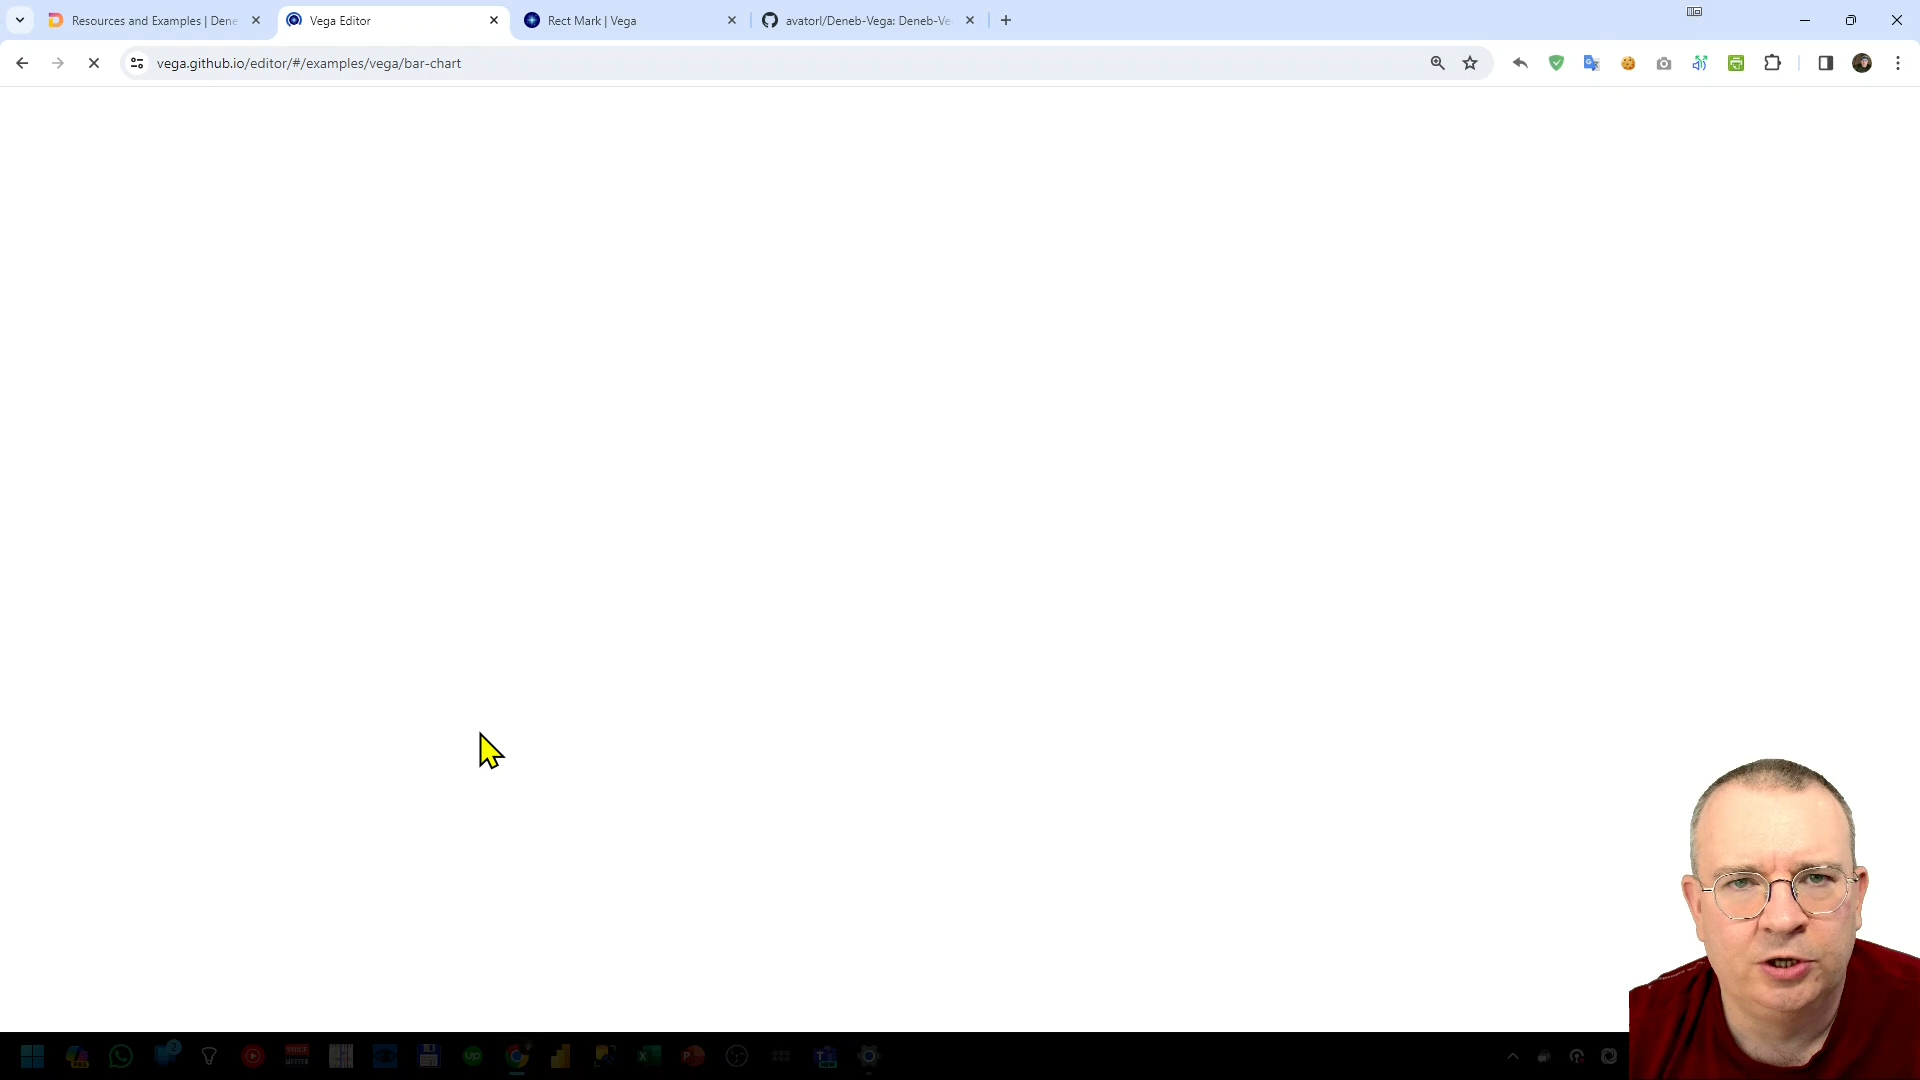 Resources and Examples | Dene
Vega Editor
Rect Mark | Vega
avatorl/Deneb-Vega: Deneb-Ve
vega.github.io/editor/#/examples/vega/bar-chart